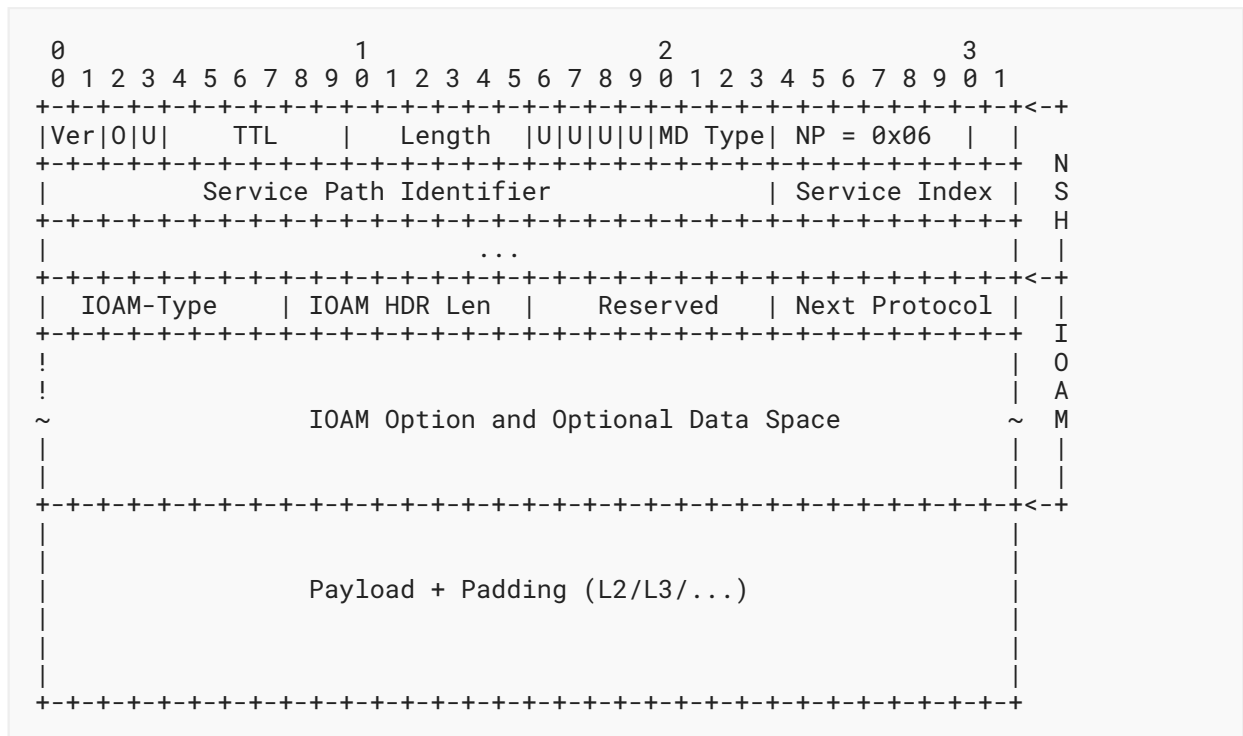 0                   1                   2                   3
 0 1 2 3 4 5 6 7 8 9 0 1 2 3 4 5 6 7 8 9 0 1 2 3 4 5 6 7 8 9 0 1
+-+-+-+-+-+-+-+-+-+-+-+-+-+-+-+-+-+-+-+-+-+-+-+-+-+-+-+-+-+-+-+-+<-+
|Ver|O|U|    TTL    |   Length  |U|U|U|U|MD Type| NP = 0x06  |  |
+-+-+-+-+-+-+-+-+-+-+-+-+-+-+-+-+-+-+-+-+-+-+-+-+-+-+-+-+-+-+-+-+  N
|          Service Path Identifier              | Service Index |  S
+-+-+-+-+-+-+-+-+-+-+-+-+-+-+-+-+-+-+-+-+-+-+-+-+-+-+-+-+-+-+-+-+  H
|                            ...                                |  |
+-+-+-+-+-+-+-+-+-+-+-+-+-+-+-+-+-+-+-+-+-+-+-+-+-+-+-+-+-+-+-+-+<-+
|  IOAM-Type    | IOAM HDR Len  |    Reserved   | Next Protocol |  |
+-+-+-+-+-+-+-+-+-+-+-+-+-+-+-+-+-+-+-+-+-+-+-+-+-+-+-+-+-+-+-+-+  I
!                                                               |  O
!                                                               |  A
~                 IOAM Option and Optional Data Space           ~  M
|                                                               |  |
|                                                               |  |
+-+-+-+-+-+-+-+-+-+-+-+-+-+-+-+-+-+-+-+-+-+-+-+-+-+-+-+-+-+-+-+-+<-+
|                                                               |
|                                                               |
|                 Payload + Padding (L2/L3/...)                 |
|                                                               |
|                                                               |
|                                                               |
+-+-+-+-+-+-+-+-+-+-+-+-+-+-+-+-+-+-+-+-+-+-+-+-+-+-+-+-+-+-+-+-+